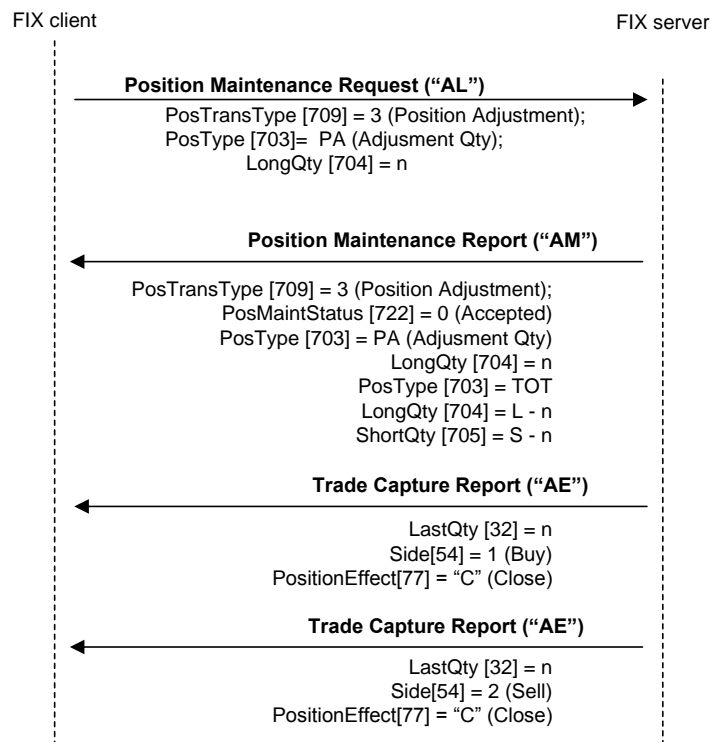 FIX client
FIX server
Position Maintenance Request (“AL”)
PosTransType [709] = 3 (Position Adjustment);
PosType [703]= PA (Adjusment Qty);
LongQty [704] = n
Position Maintenance Report (“AM”)
PosTransType [709] = 3 (Position Adjustment);
PosMaintStatus [722] = 0 (Accepted)
PosType [703] = PA (Adjusment Qty)
LongQty [704] = n
PosType [703] = TOT
LongQty [704] = L - n
ShortQty [705] = S - n
Trade Capture Report (“AE”)
LastQty [32] = n
Side[54] = 1 (Buy)
PositionEffect[77] = “C” (Close)
Trade Capture Report (“AE”)
LastQty [32] = n
Side[54] = 2 (Sell)
PositionEffect[77] = “C” (Close)